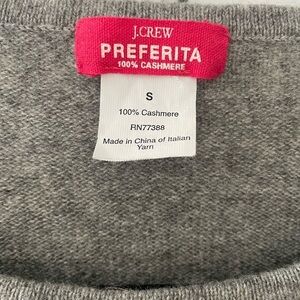 J.CREW
PREFERITA
100% CASHMERE
S
100% Cashmere
RN77388
Made in China of Italian
Yarn